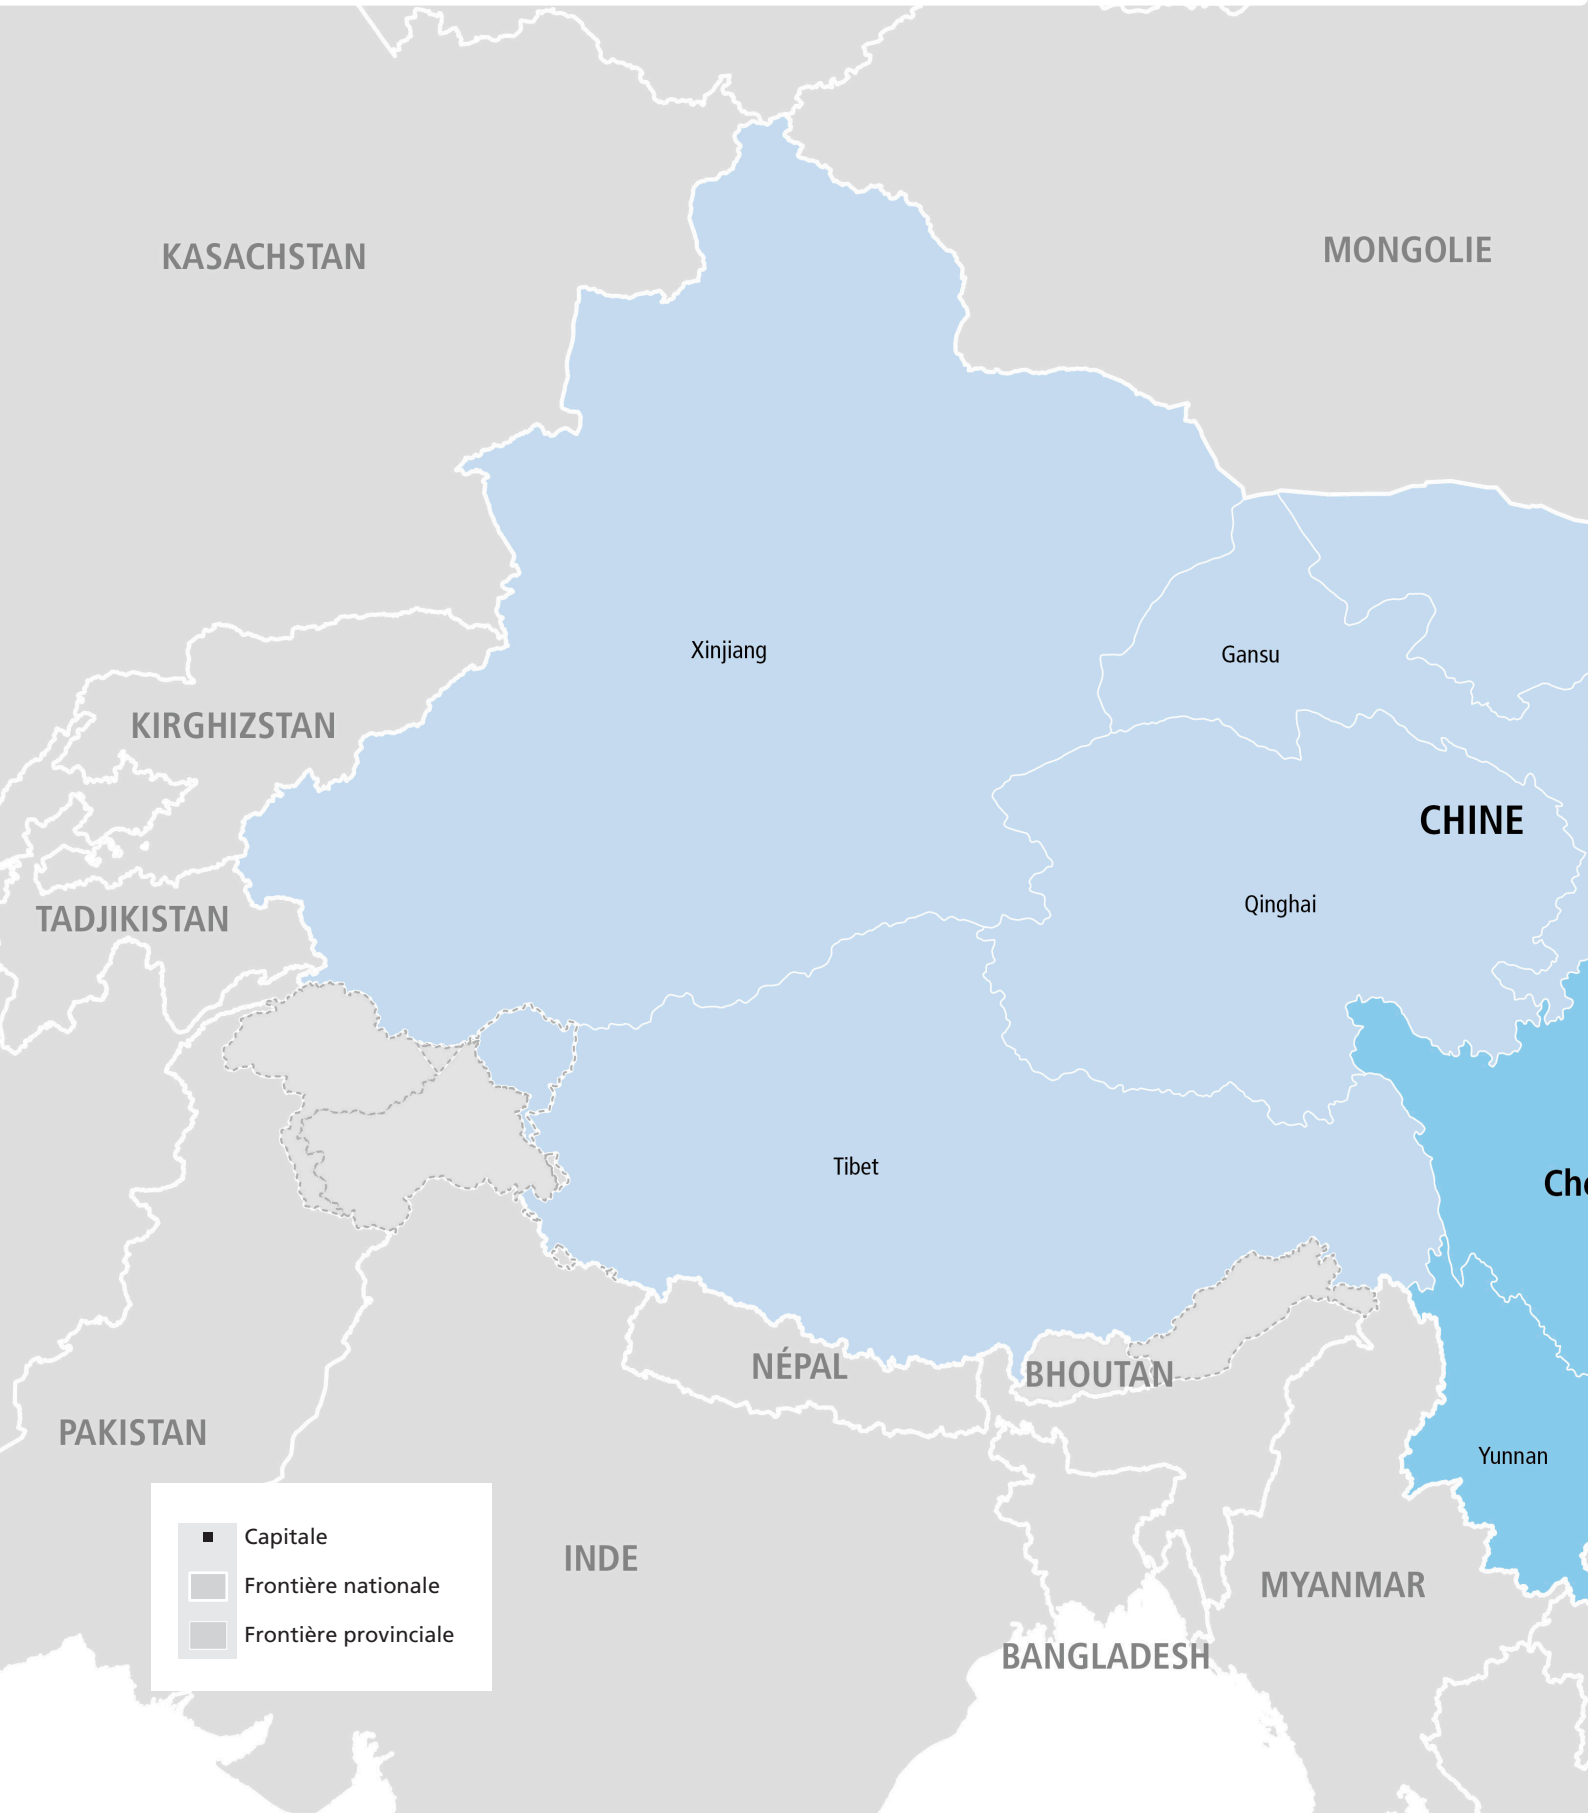 KASACHSTAN
MONGOLIE
Xinjiang
Gansu
KIRGHIZSTAN
CHINE
Qinghai
TADJIKISTAN
Tibet
NÉPAL
BHOUTAN
PAKISTAN
Yunnan
Capitale
INDE
Frontière nationale
MYANMAR
Frontière provinciale
BANGLADESH